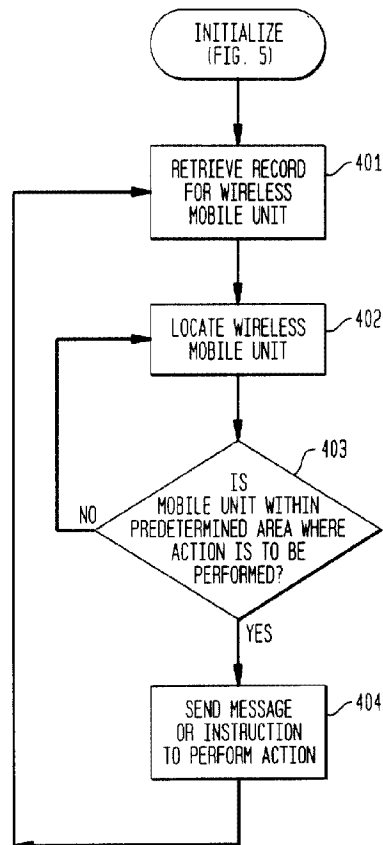 INITIALIZE
(FIG. 5)
RETRIEVE RECORD
FOR WIRELESS
MOBILE UNIT
401
LOCATE WIRELESS
MOBILE UNIT
402
403
IS
MOBILE UNIT WITHIN
PREDETERMINED AREA WHERE
ACTION IS TO BE
PERFORMED?
NO
YES
SEND MESSAGE
OR INSTRUCTION
TO PERFORM ACTION
404